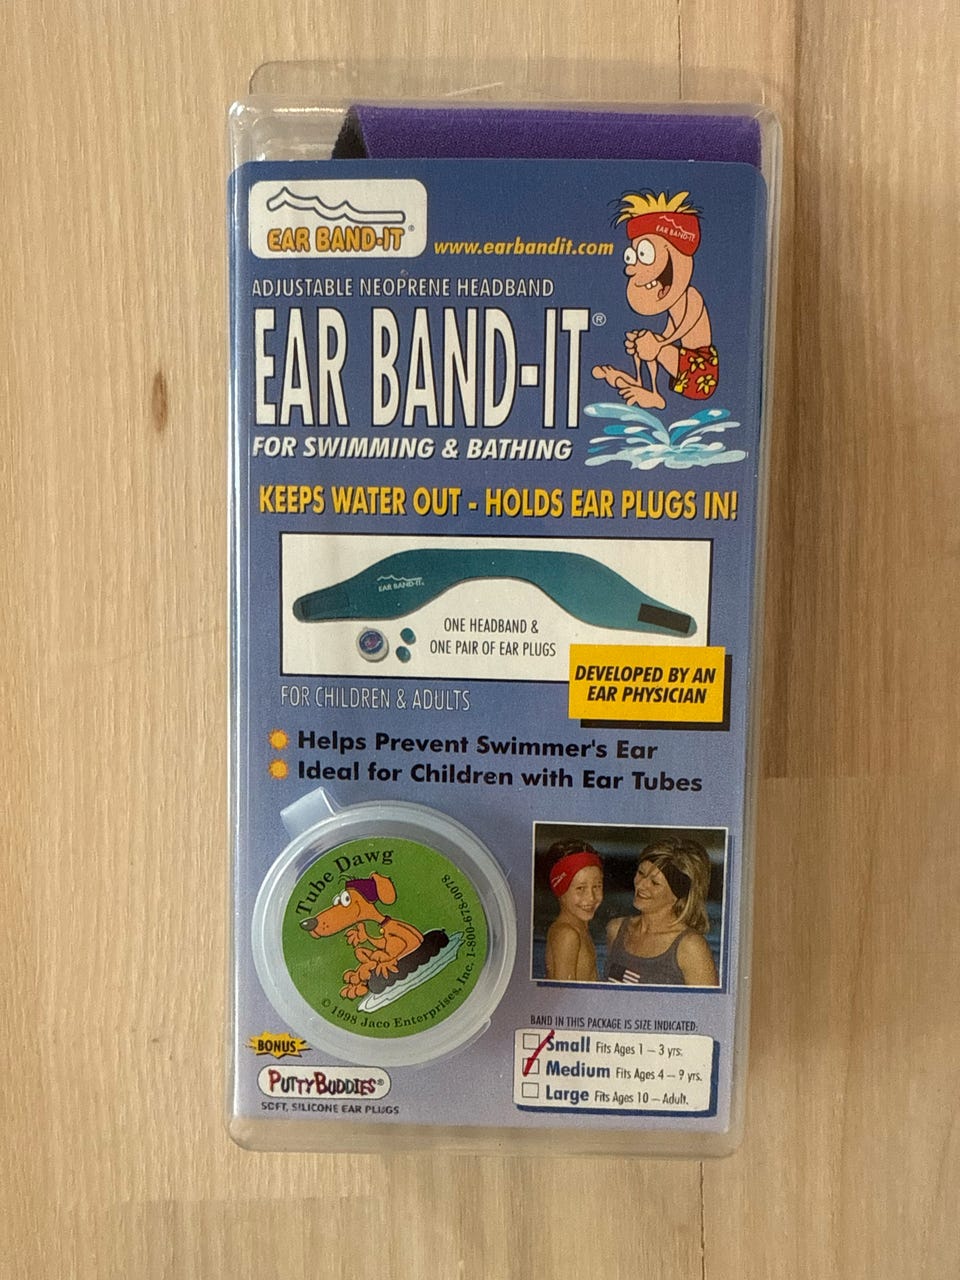 EAR BAND-IT®
www.earbandit.com
EAR BAND-IT
ADJUSTABLE NEOPRENE HEADBAND
EAR BAND-IT®
FOR SWIMMING & BATHING
KEEPS WATER OUT - HOLDS EAR PLUGS IN!
EAR BAND-IT®
ONE HEADBAND &
ONE PAIR OF EAR PLUGS
DEVELOPED BY AN
EAR PHYSICIAN
FOR CHILDREN & ADULTS
Helps Prevent Swimmer's Ear
Ideal for Children with Ear Tubes
Tube Dawg
© 1998 Jaco Enterprises, Inc. 1-800-678-0078
BONUS
PUTTY BUDDIES®
SOFT, SILICONE EAR PLUGS
BAND IN THIS PACKAGE IS SIZE INDICATED:
Small Fits Ages 1 – 3 yrs.
Medium Fits Ages 4 – 9 yrs.
Large Fits Ages 10 – Adult.